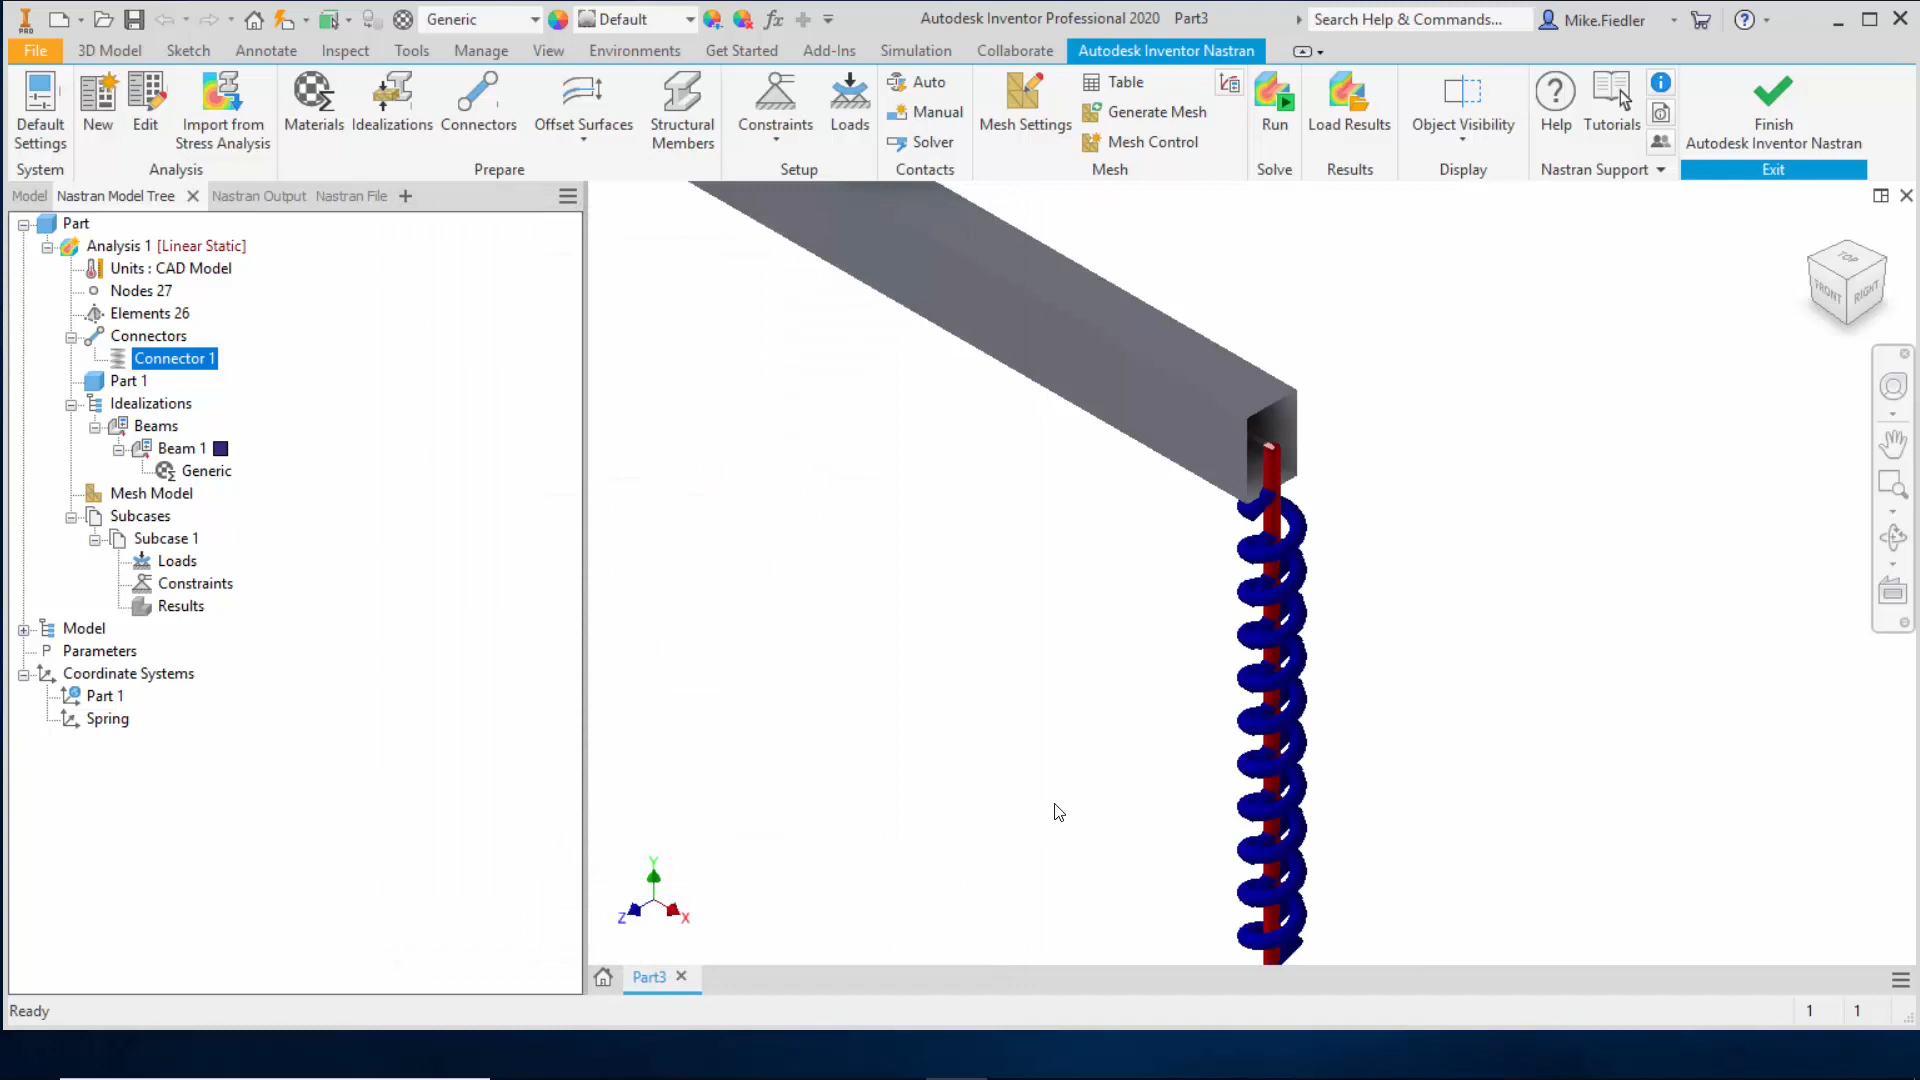 PRO
Generic
Default
fx
Autodesk Inventor Professional 2020 Part3
Search Help & Commands...
Mike.Fiedler
File
3D Model
Sketch
Annotate
Inspect
Tools
Manage
View
Environments
Get Started
Add-Ins
Simulation
Collaborate
Autodesk Inventor Nastran
Default Settings
New
Edit
Import from Stress Analysis
Materials
Idealizations
Connectors
Offset Surfaces
Structural Members
Constraints
Loads
Auto
Manual
Solver
Mesh Settings
Table
Generate Mesh
Mesh Control
Run
Load Results
Object Visibility
Help
Tutorials
Finish
Autodesk Inventor Nastran
System
Analysis
Prepare
Setup
Contacts
Mesh
Solve
Results
Display
Nastran Support
Exit
Model
Nastran Model Tree
Nastran Output
Nastran File
Part
Analysis 1 [Linear Static]
Units : CAD Model
Nodes 27
Elements 26
Connectors
Connector 1
Part 1
Idealizations
Beams
Beam 1
Generic
Mesh Model
Subcases
Subcase 1
Loads
Constraints
Results
Model
P Parameters
Coordinate Systems
Part 1
Spring
TOP
FRONT
RIGHT
Y
Z
X
Part3
Ready
1
1